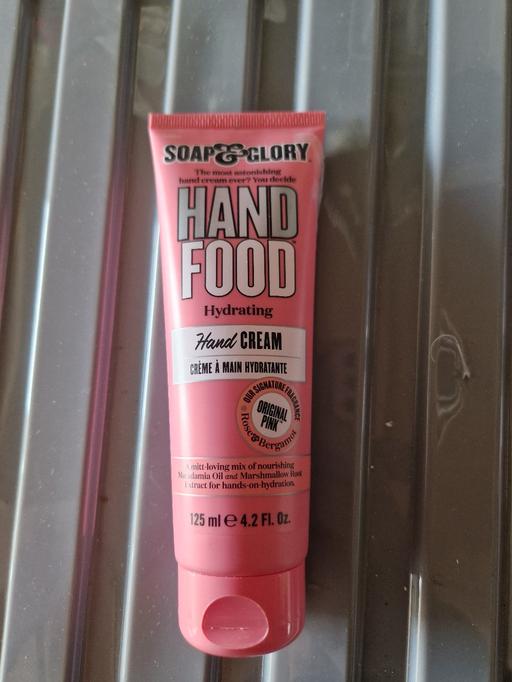 SOAP&GLORY
The most astonishing
hand cream ever? You decide
HAND
FOOD
Hydrating
Hand CREAM
CRÈME À MAIN HYDRATANTE
OUR SIGNATURE FRAGRANCE
ORIGINAL
PINK
Rose & Bergamot
A mitt-loving mix of nourishing
Macadamia Oil and Marshmallow Root
Extract for hands-on-hydration.
125 ml ℮ 4.2 Fl. Oz.